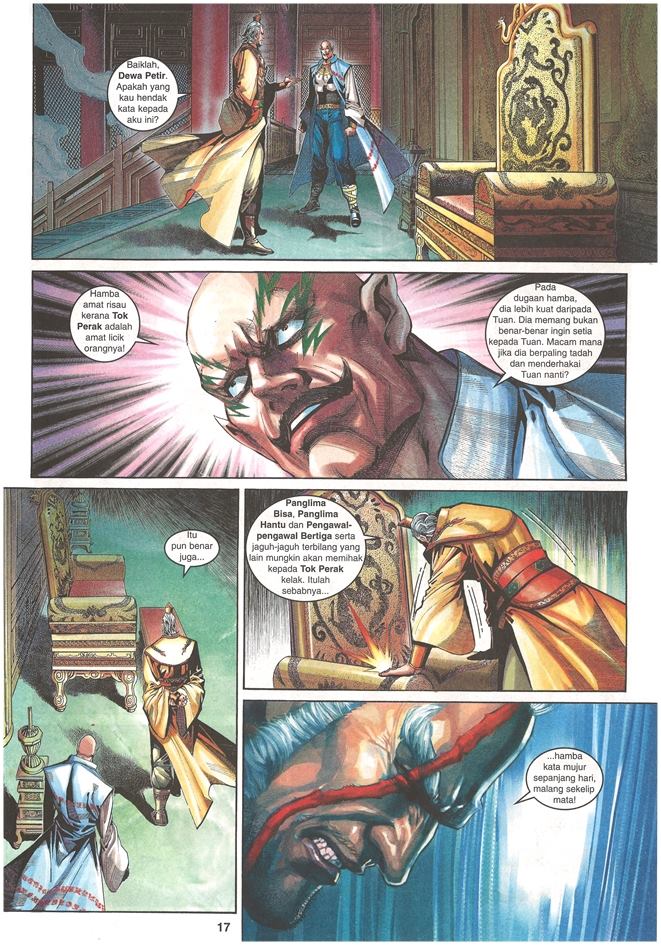 Baiklah,
Dewa Petir.
Apakah yang
kau hendak
kata kepada
aku ini?
Hamba
amat risau
kerana Tok
Perak adalah
amat licik
orangnya!
Pada
dugaan hamba,
dia lebih kuat daripada
Tuan. Dia memang bukan
benar-benar ingin setia
kepada Tuan. Macam mana
jika dia berpaling tadah
dan menderhakai
Tuan nanti?
Itu
pun benar
juga...
Panglima
Bisa, Panglima
Hantu dan Pengawal-
pengawal Bertiga serta
jaguh-jaguh terbilang yang
lain mungkin akan memihak
kepada Tok Perak
kelak. Itulah
sebabnya...
...hamba
kata mujur
sepanjang hari,
malang sekelip
mata!
17